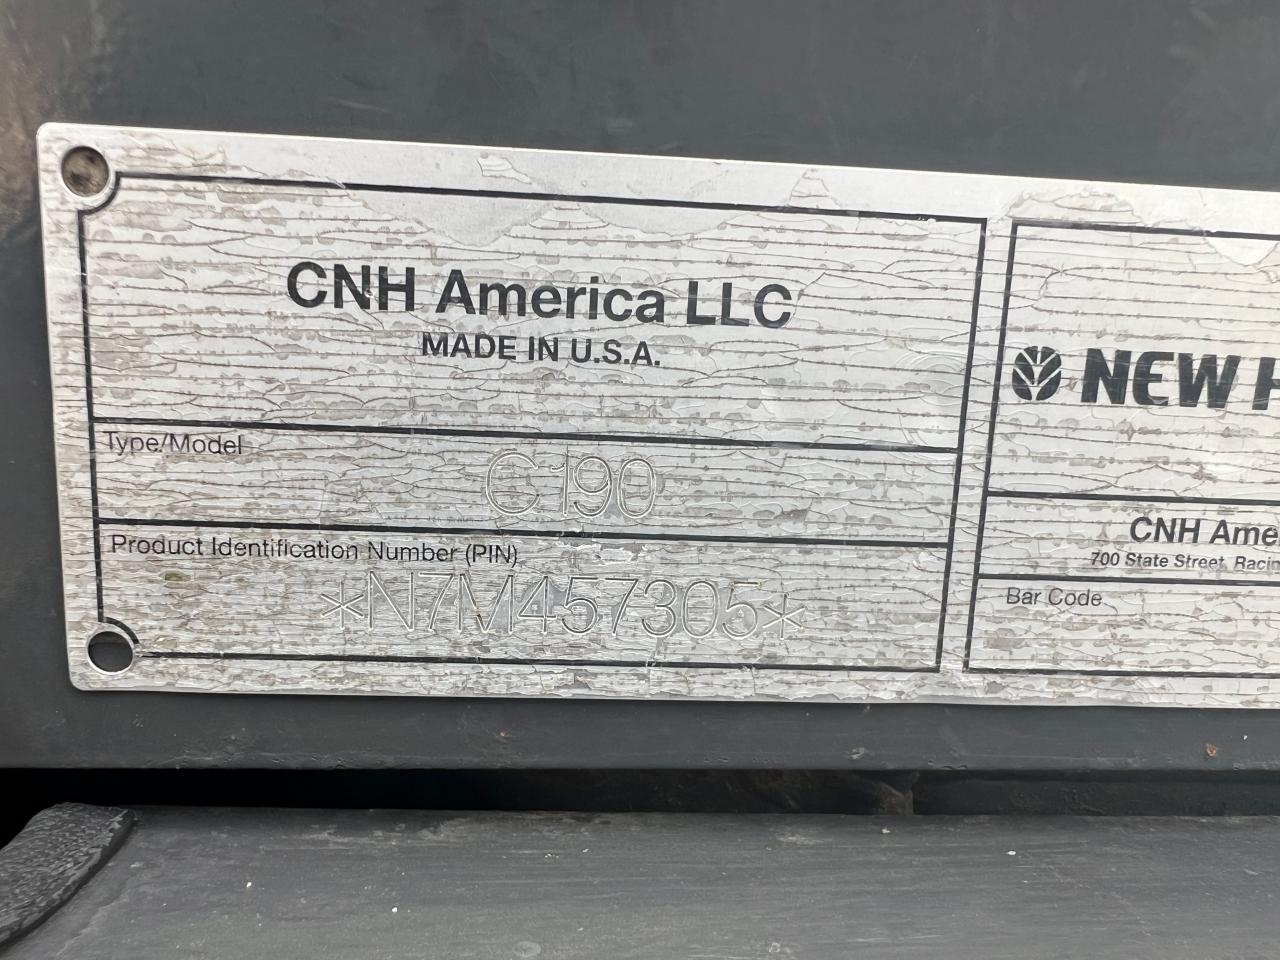 CNH America LLC
MADE IN U.S.A.
Type/Model
C190
Product Identification Number (PIN)
*N7M457305*
NEW H
CNH Ame
700 State Street, Racin
Bar Code